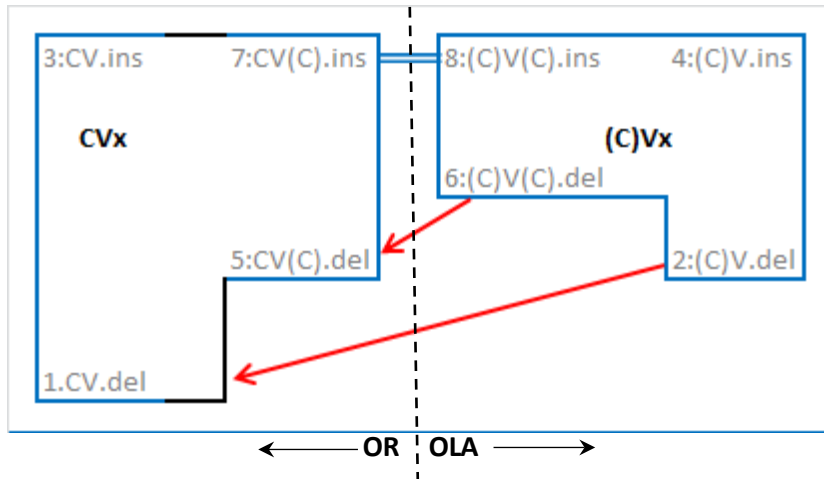 3:CV.ins 7:CV(C).ins 8:(C)V(C).ins 4:(C)V.ins
CVx (C)Vx
6:(C)V(C).del
5:CV(C).del 2:(C)V.del
1.CV.del
OR OLA